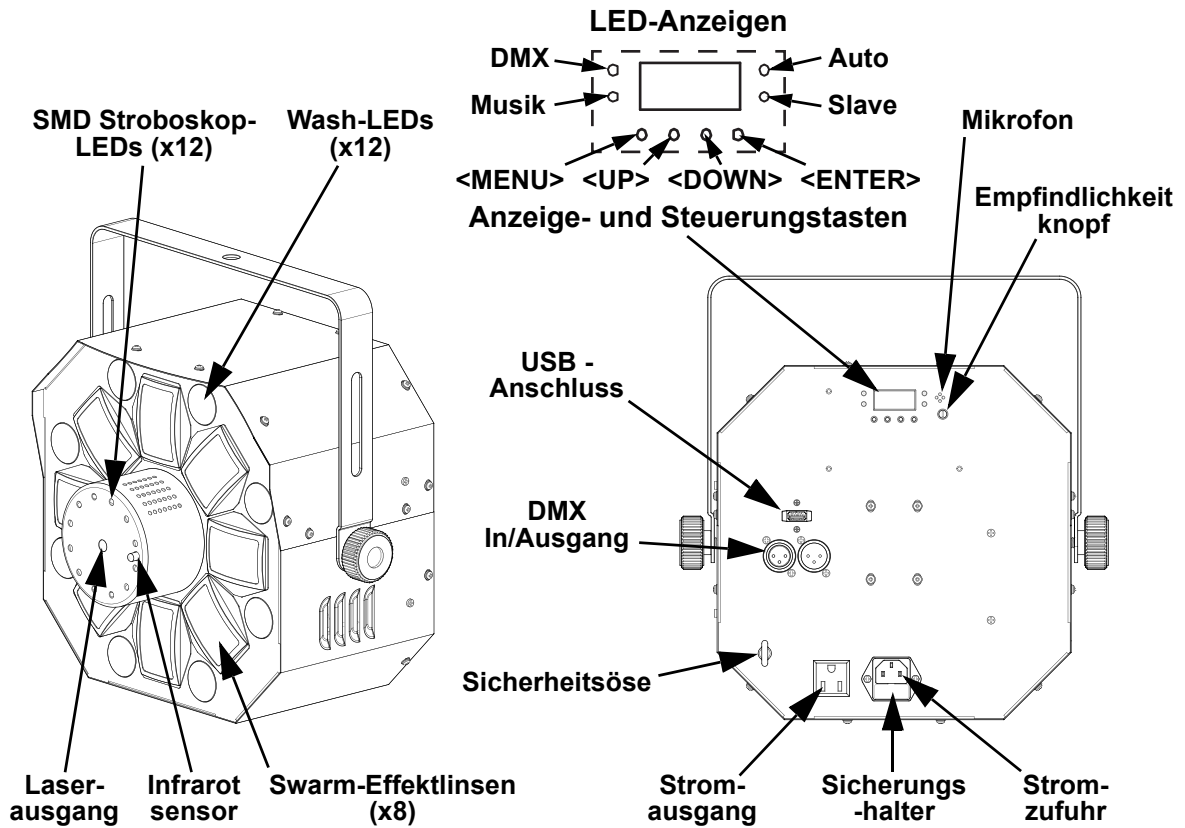 LED-Anzeigen
DMX
Auto
Musik
Slave
<MENU> <UP> <DOWN> <ENTER>
Anzeige- und Steuerungstasten
SMD Stroboskop-
LEDs (x12)
Wash-LEDs
(x12)
Mikrofon
Empfindlichkeit
knopf
USB -
Anschluss
DMX
In/Ausgang
Sicherheitsöse
Laser-
ausgang
Infrarot
sensor
Swarm-Effektlinsen
(x8)
Strom-
ausgang
Sicherungs
-halter
Strom-
zufuhr